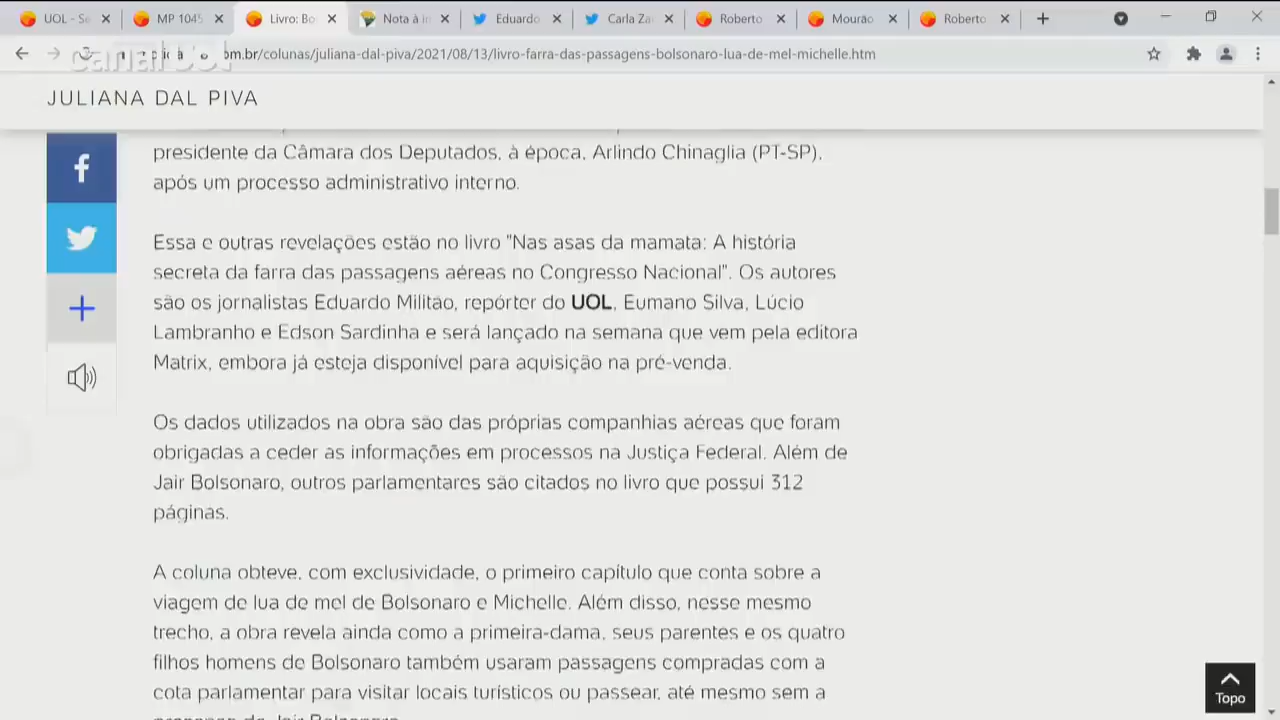 UOL - Se
MP 1045
Livro: Bo
Nota à i
Eduardo
Carla Za
Roberto
Mourão
Roberto
om.br/colunas/juliana-dal-piva/2021/08/13/livro-farra-das-passagens-bolsonaro-lua-de-mel-michelle.htm
Canal uol
JULIANA DAL PIVA
presidente da Câmara dos Deputados, à época, Arlindo Chinaglia (PT-SP),
após um processo administrativo interno.
Essa e outras revelações estão no livro "Nas asas da mamata: A história
secreta da farra das passagens aéreas no Congresso Nacional". Os autores
são os jornalistas Eduardo Militão, repórter do UOL, Eumano Silva, Lúcio
Lambranho e Edson Sardinha e será lançado na semana que vem pela editora
Matrix, embora já esteja disponível para aquisição na pré-venda.
Os dados utilizados na obra são das próprias companhias aéreas que foram
obrigadas a ceder as informações em processos na Justiça Federal. Além de
Jair Bolsonaro, outros parlamentares são citados no livro que possui 312
páginas.
A coluna obteve, com exclusividade, o primeiro capítulo que conta sobre a
viagem de lua de mel de Bolsonaro e Michelle. Além disso, nesse mesmo
trecho, a obra revela ainda como a primeira-dama, seus parentes e os quatro
filhos homens de Bolsonaro também usaram passagens compradas com a
cota parlamentar para visitar locais turísticos ou passear, até mesmo sem a
Topo